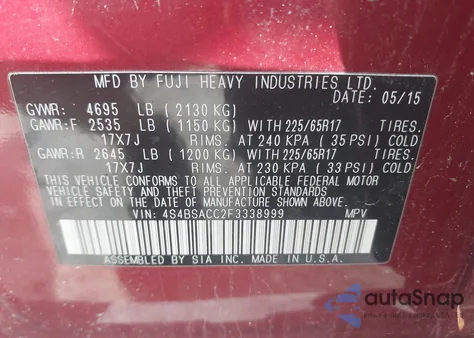 MFD BY FUJI HEAVY INDUSTRIES LTD.
DATE: 05/15
GVWR: 4695 LB (2130 KG)
GAWR:F 2535 LB (1150 KG) WITH 225/65R17 TIRES.
17X7J RIMS. AT 240 KPA (35 PSI) COLD
GAWR:R 2645 LB (1200 KG) WITH 225/65R17 TIRES.
17X7J RIMS. AT 230 KPA (33 PSI) COLD
THIS VEHICLE CONFORMS TO ALL APPLICABLE FEDERAL MOTOR
VEHICLE SAFETY AND THEFT PREVENTION STANDARDS
IN EFFECT ON THE DATE OF MANUFACTURE SHOWN ABOVE.
VIN: 4S4BSACC2F3338999 MPV
ASSEMBLED BY SIA INC. MADE IN U.S.A.
autoSnap